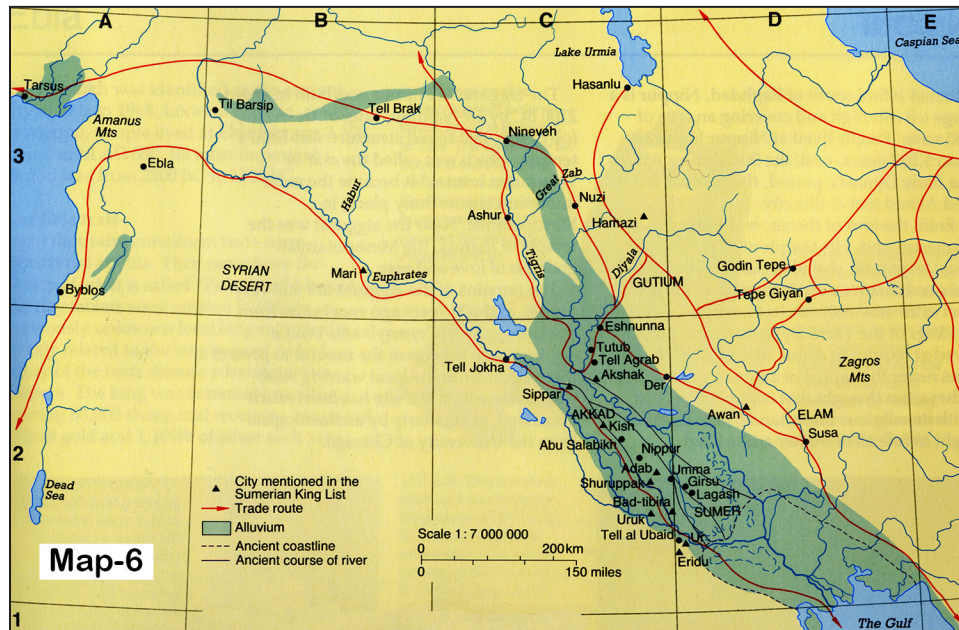 A
B
C
D
E
3
2
1
Tarsus
Amanus
Mts
Til Barsip
Tell Brak
Ebla
Habur
Mari
Euphrates
SYRIAN
DESERT
Byblos
Dead
Sea
Lake Urmia
Hasanlu
Caspian Sea
Nineveh
Great Zab
Nuzi
Hamazi
Ashur
Tigris
Diyala
GUTIUM
Godin Tepe
Tepe Giyan
Eshnunna
Tutub
Tell Agrab
Akshak
Tell Jokha
Sippar
Der
Zagros
Mts
Awan
ELAM
Susa
AKKAD
Kish
Abu Salabikh
Nippur
Adab
Umma
Shuruppak
Girsu
Lagash
Bad-tibira
SUMER
Uruk
Tell al Ubaid
Ur
Eridu
The Gulf
City mentioned in the
Sumerian King List
Trade route
Alluvium
Ancient coastline
Ancient course of river
Scale 1 : 7 000 000
0
200km
0
150 miles
Map-6